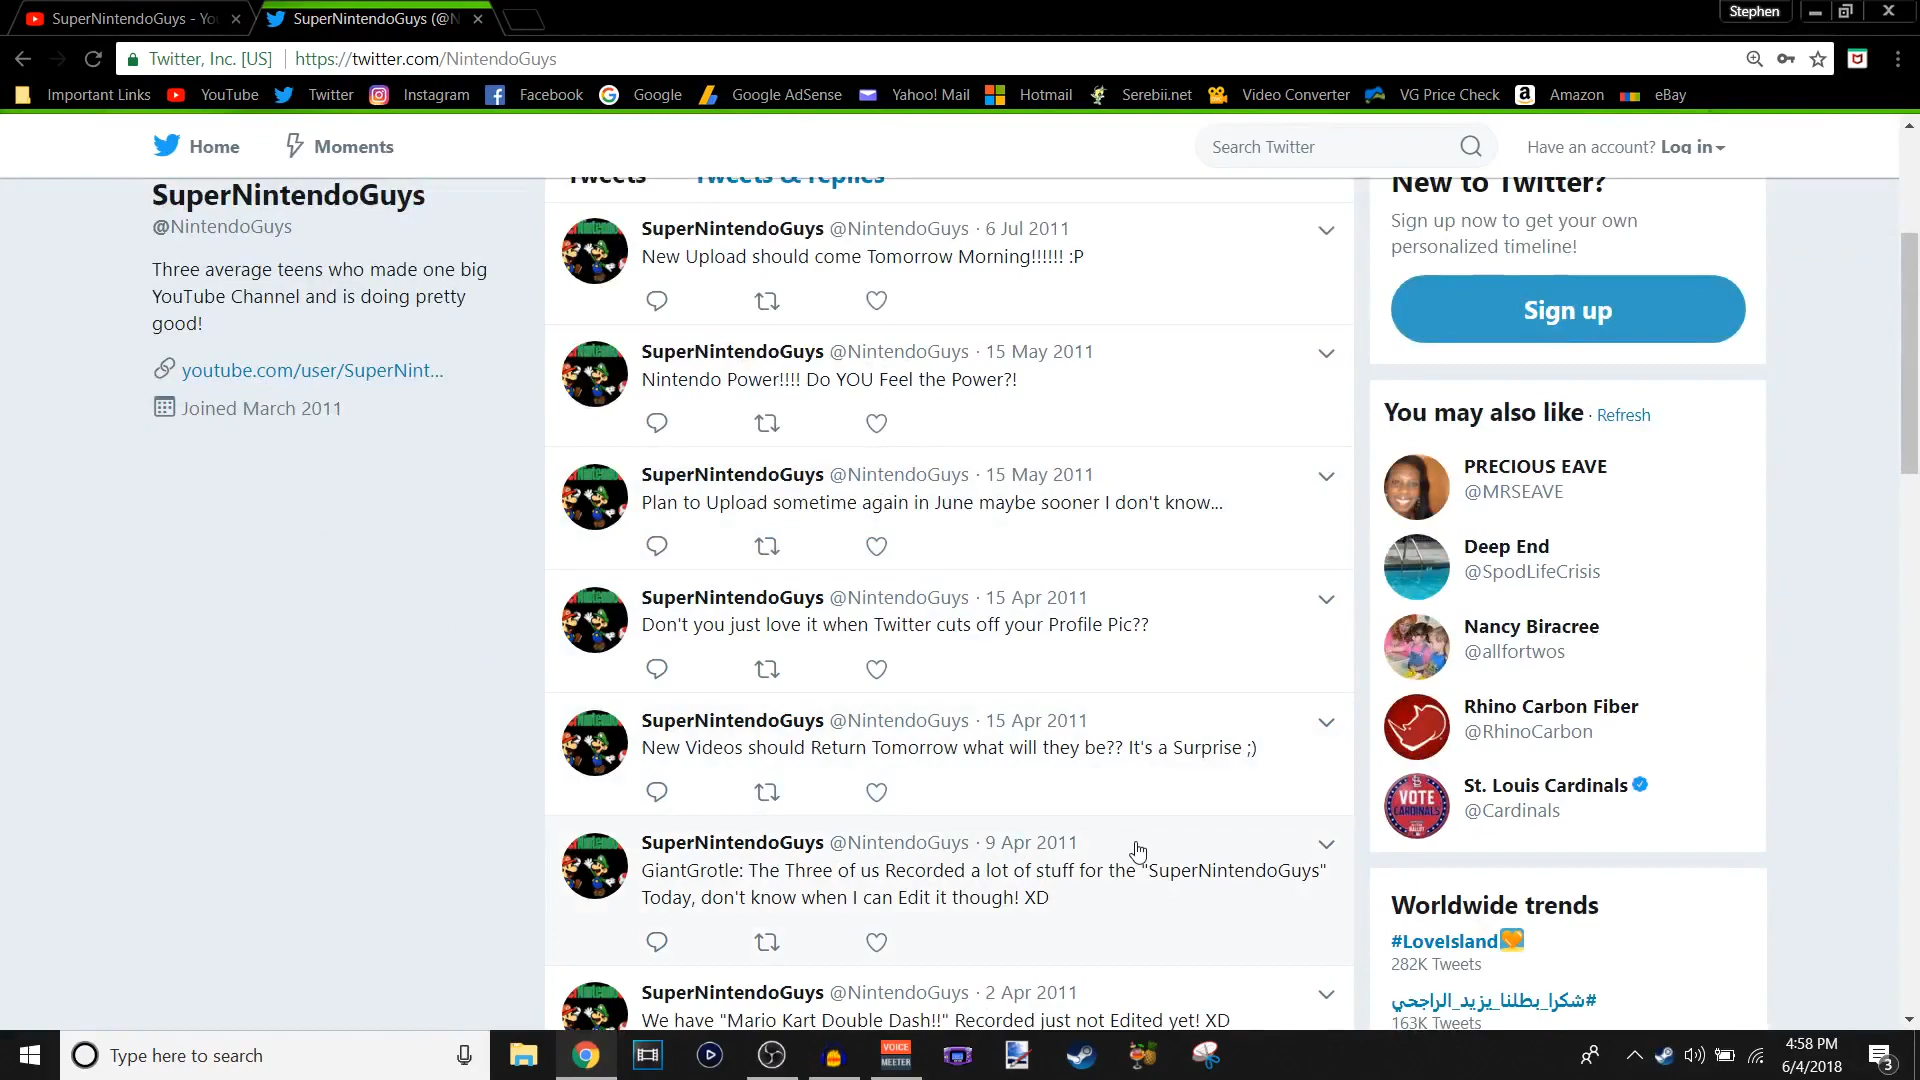 SuperNintendoGuys - Yo
SuperNintendoGuys (@N
Stephen
Twitter, Inc. [US]
https://twitter.com/NintendoGuys
Important Links
YouTube
Twitter
Instagram
Facebook
Google
Google AdSense
Yahoo! Mail
Hotmail
Serebii.net
Video Converter
VG Price Check
Amazon
eBay
Home
Moments
Search Twitter
Have an account? Log in
SuperNintendoGuys
@NintendoGuys
Three average teens who made one big
YouTube Channel and is doing pretty
good!
youtube.com/user/SuperNint...
Joined March 2011
Tweets
Tweets & replies
SuperNintendoGuys @NintendoGuys · 6 Jul 2011
New Upload should come Tomorrow Morning!!!!!! :P
SuperNintendoGuys @NintendoGuys · 15 May 2011
Nintendo Power!!!! Do YOU Feel the Power?!
SuperNintendoGuys @NintendoGuys · 15 May 2011
Plan to Upload sometime again in June maybe sooner I don't know...
SuperNintendoGuys @NintendoGuys · 15 Apr 2011
Don't you just love it when Twitter cuts off your Profile Pic??
SuperNintendoGuys @NintendoGuys · 15 Apr 2011
New Videos should Return Tomorrow what will they be?? It's a Surprise ;)
SuperNintendoGuys @NintendoGuys · 9 Apr 2011
GiantGrotle: The Three of us Recorded a lot of stuff for the "SuperNintendoGuys"
Today, don't know when I can Edit it though! XD
SuperNintendoGuys @NintendoGuys · 2 Apr 2011
We have "Mario Kart Double Dash!!" Recorded just not Edited yet! XD
New to Twitter?
Sign up now to get your own
personalized timeline!
Sign up
You may also like · Refresh
PRECIOUS EAVE
@MRSEAVE
Deep End
@SpodLifeCrisis
Nancy Biracree
@allfortwos
Rhino Carbon Fiber
@RhinoCarbon
VOTE
CARDINALS
St. Louis Cardinals
@Cardinals
Worldwide trends
#LoveIsland
282K Tweets
#شكرا_بطلنا_يزيد_الراجحي
163K Tweets
Type here to search
VOICE
MEETER
4:58 PM
6/4/2018
3